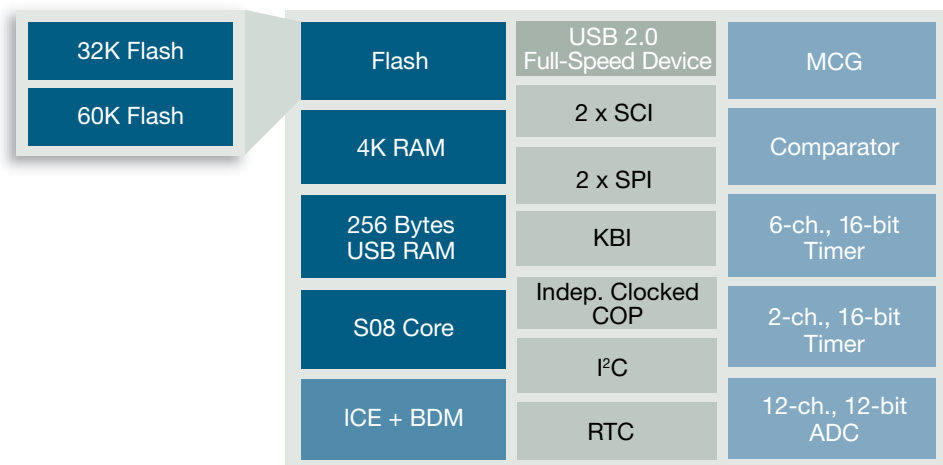 32K Flash
60K Flash
Flash
4K RAM
256 Bytes
USB RAM
S08 Core
ICE + BDM
USB 2.0
Full-Speed Device
2 x SCI
2 x SPI
KBI
Indep. Clocked
COP
I²C
RTC
MCG
Comparator
6-ch., 16-bit
Timer
2-ch., 16-bit
Timer
12-ch., 12-bit
ADC